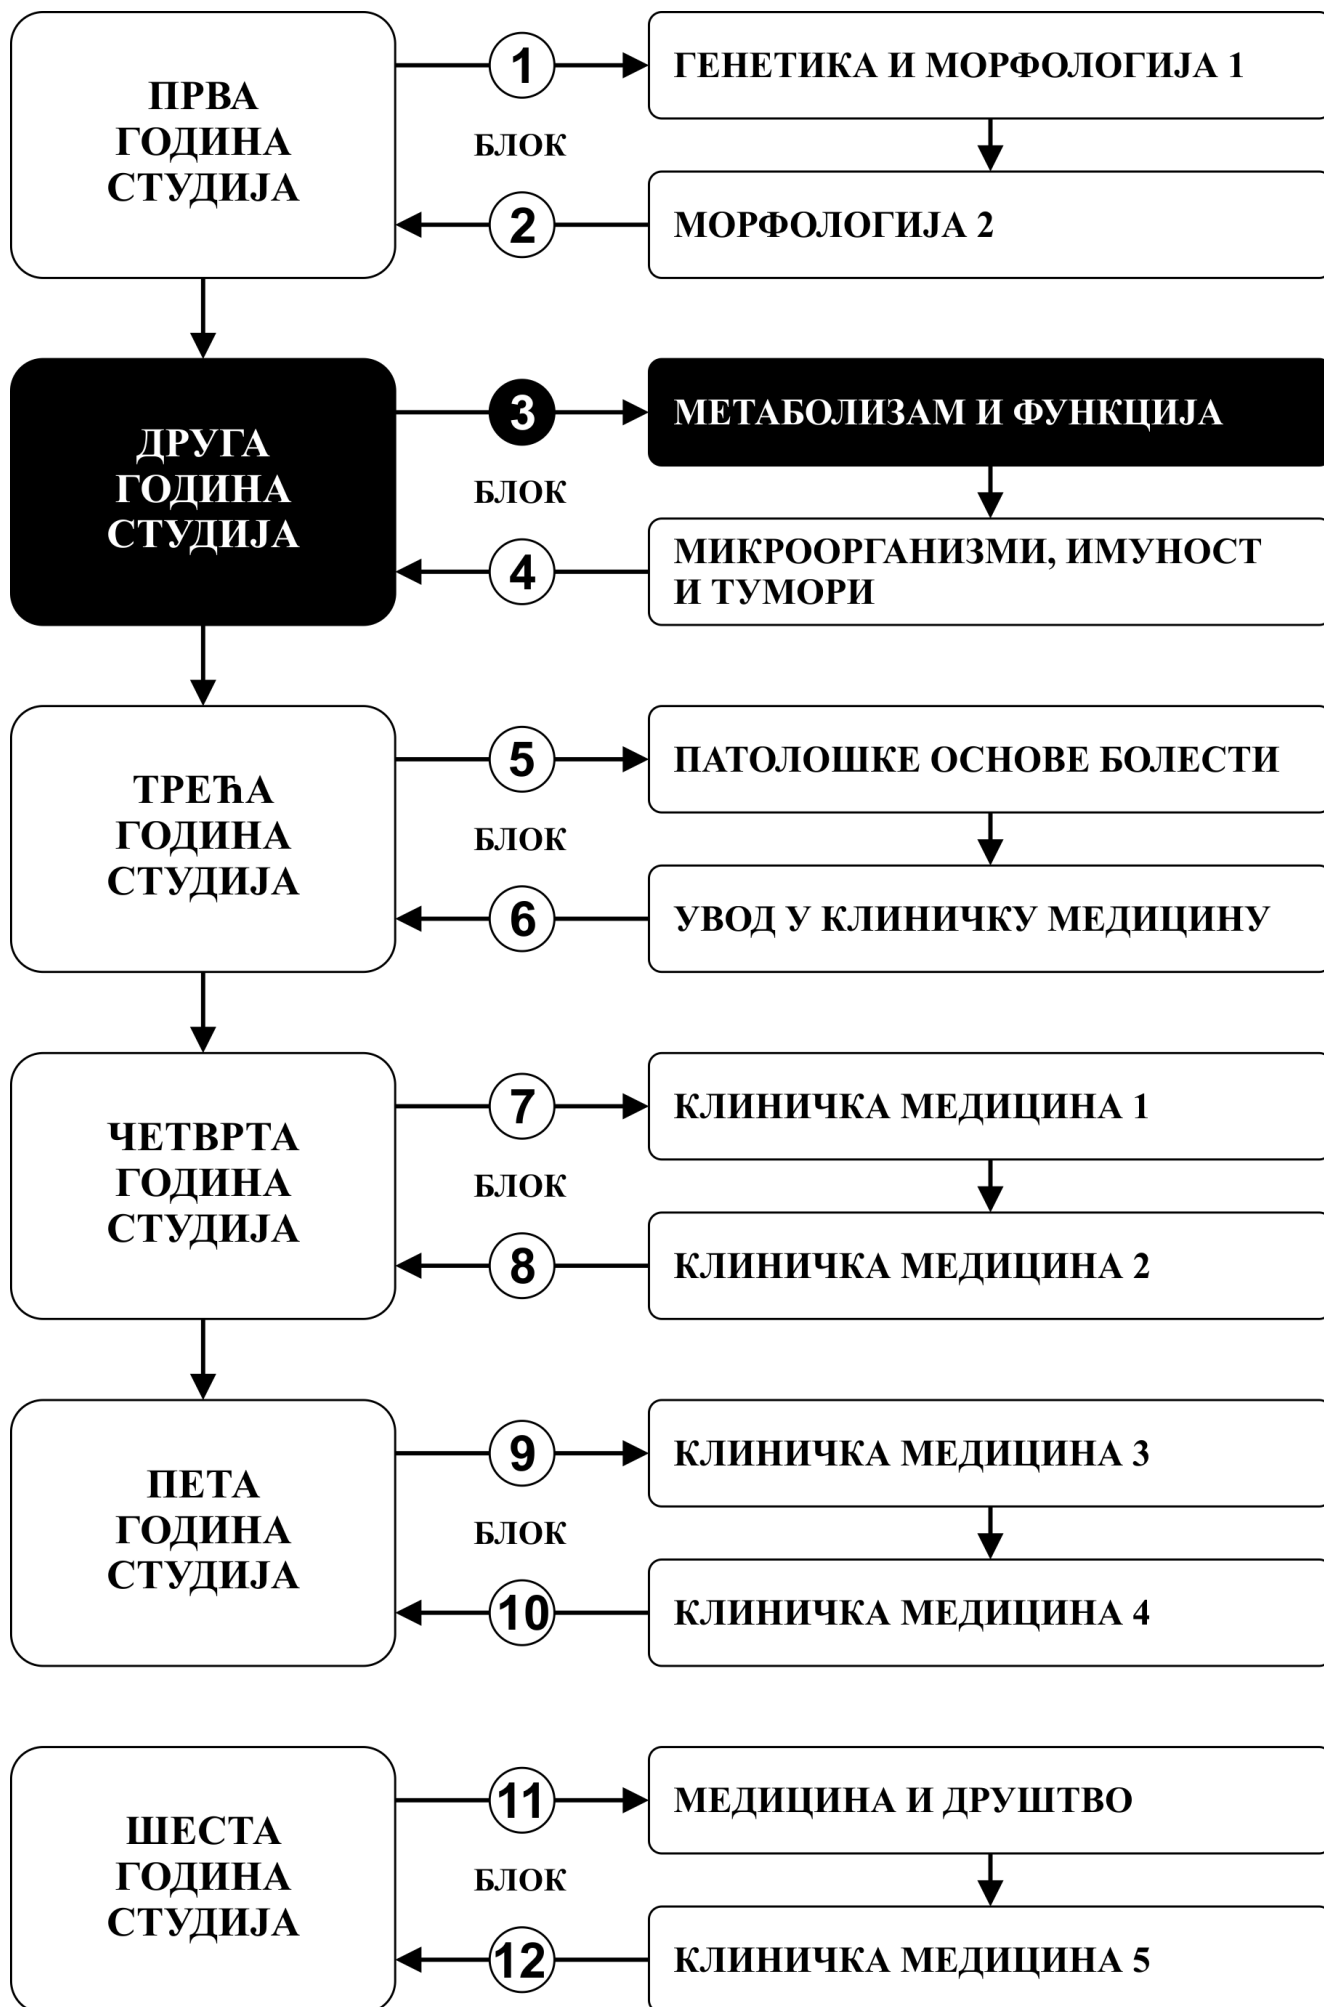 ПРВА
ГОДИНА
СТУДИЈА
1
ГЕНЕТИКА И МОРФОЛОГИЈА 1
БЛОК
2
МОРФОЛОГИЈА 2
ДРУГА
ГОДИНА
СТУДИЈА
3
МЕТАБОЛИЗАМ И ФУНКЦИЈА
БЛОК
4
МИКРООРГАНИЗМИ, ИМУНОСТ
И ТУМОРИ
ТРЕЋА
ГОДИНА
СТУДИЈА
5
ПАТОЛОШКЕ ОСНОВЕ БОЛЕСТИ
БЛОК
6
УВОД У КЛИНИЧКУ МЕДИЦИНУ
ЧЕТВРТА
ГОДИНА
СТУДИЈА
7
КЛИНИЧКА МЕДИЦИНА 1
БЛОК
8
КЛИНИЧКА МЕДИЦИНА 2
ПЕТА
ГОДИНА
СТУДИЈА
9
КЛИНИЧКА МЕДИЦИНА 3
БЛОК
10
КЛИНИЧКА МЕДИЦИНА 4
ШЕСТА
ГОДИНА
СТУДИЈА
11
МЕДИЦИНА И ДРУШТВО
БЛОК
12
КЛИНИЧКА МЕДИЦИНА 5